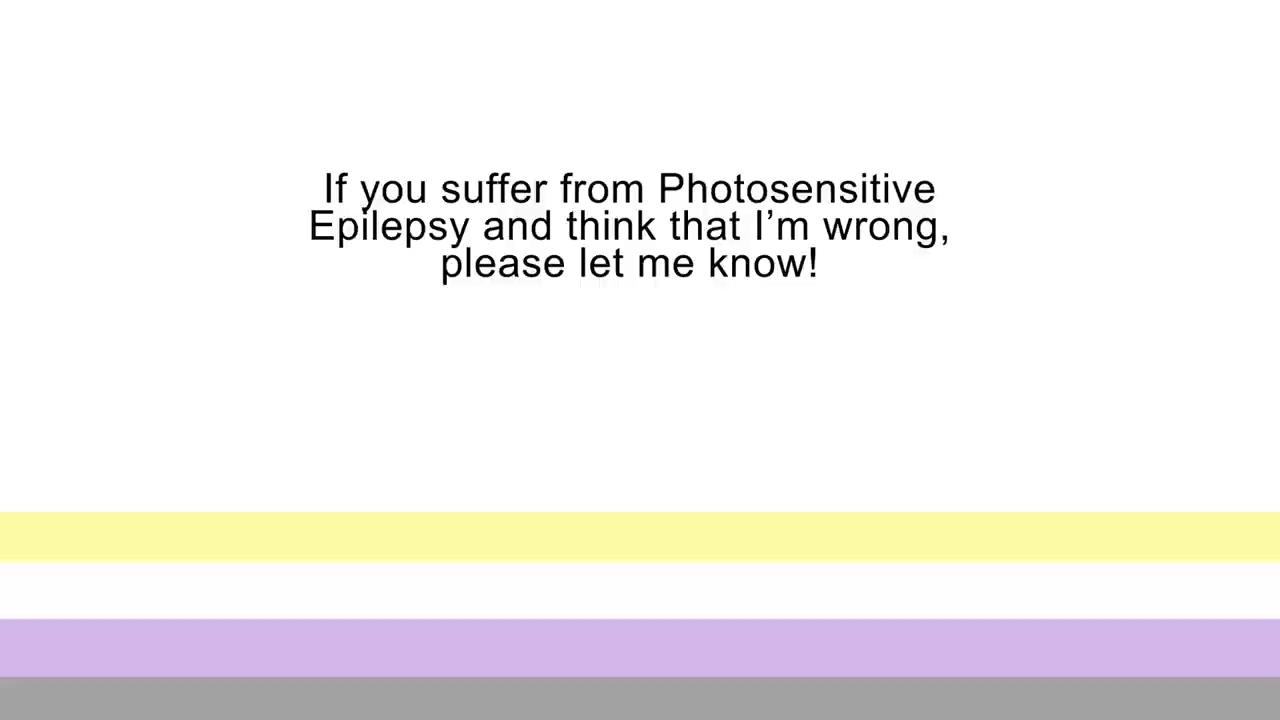 If you suffer from Photosensitive
Epilepsy and think that I’m wrong,
please let me know!